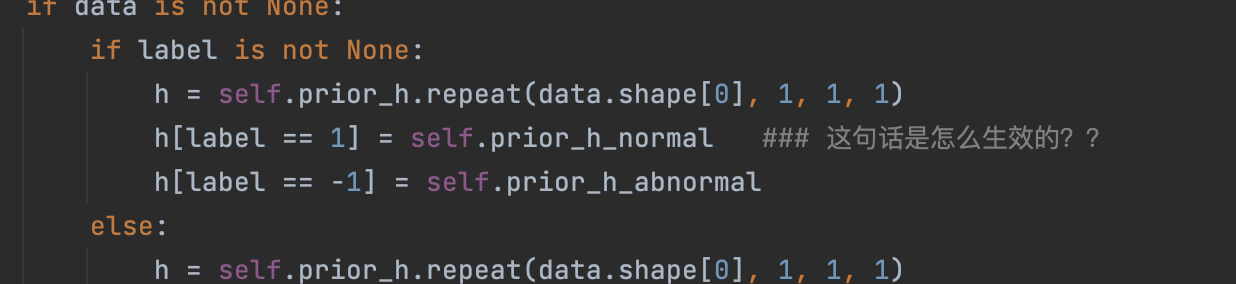 if data is not None:
if label is not None:
h = self.prior_h.repeat(data.shape[0], 1, 1, 1)
h[label == 1] = self.prior_h_normal   ### 这句话是怎么生效的？？
h[label == -1] = self.prior_h_abnormal
else:
h = self.prior_h.repeat(data.shape[0], 1, 1, 1)